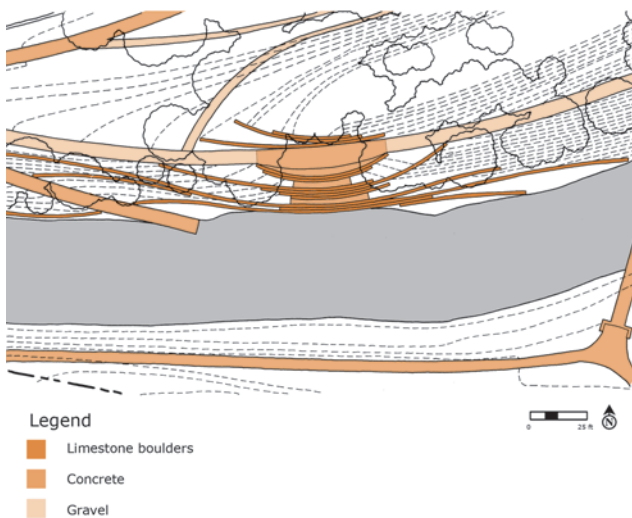 Legend
Limestone boulders
Concrete
Gravel
0 25 ft
N